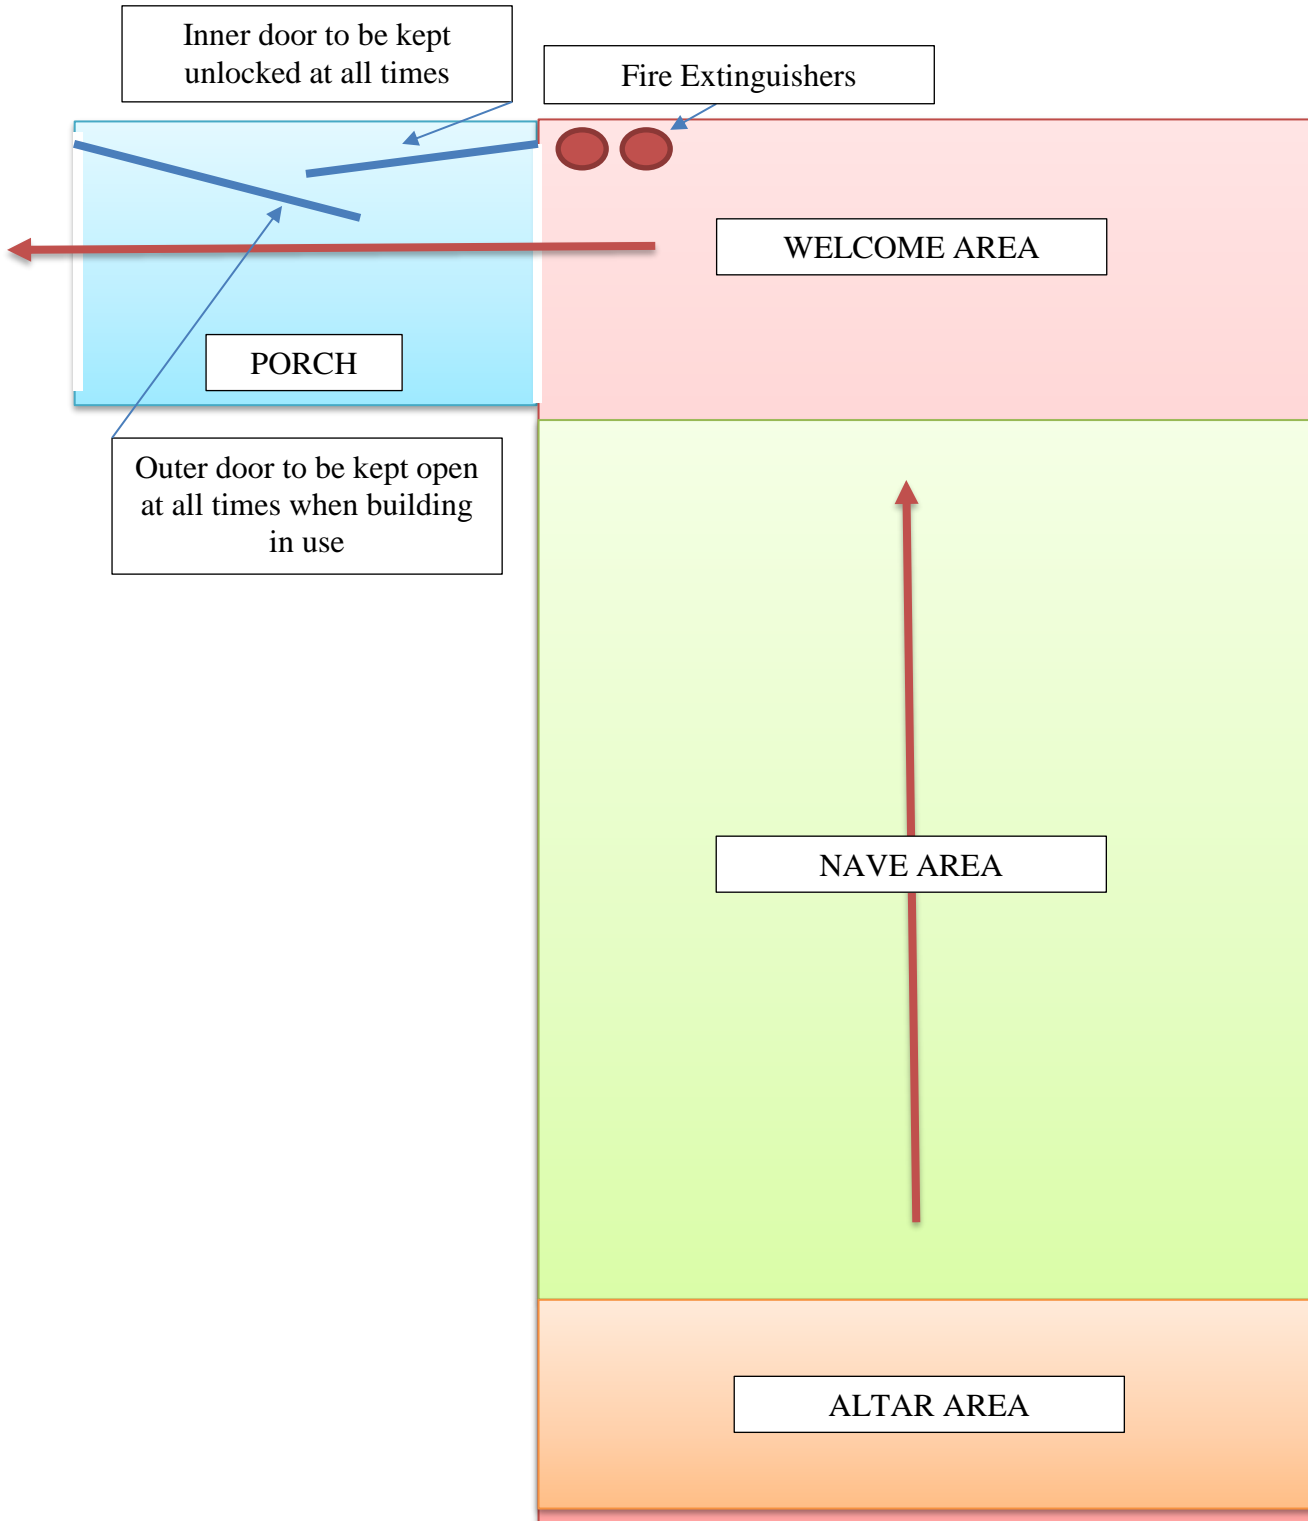 Inner door to be kept
unlocked at all times
Fire Extinguishers
WELCOME AREA
PORCH
Outer door to be kept open
at all times when building
in use
NAVE AREA
ALTAR AREA